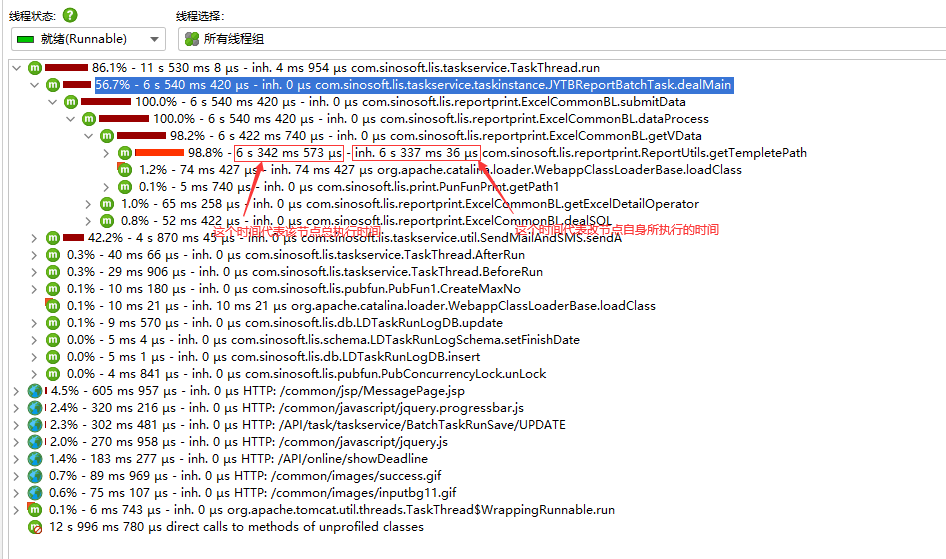 线程状态:
线程选择:
就绪(Runnable)
所有线程组
86.1% - 11 s 530 ms 8 µs - inh. 4 ms 954 µs com.sinosoft.lis.taskservice.TaskThread.run
56.7% - 6 s 540 ms 420 µs - inh. 0 µs com.sinosoft.lis.taskservice.taskinstance.JYTBReportBatchTask.dealMain
100.0% - 6 s 540 ms 420 µs - inh. 0 µs com.sinosoft.lis.reportprint.ExcelCommonBL.submitData
100.0% - 6 s 540 ms 420 µs - inh. 0 µs com.sinosoft.lis.reportprint.ExcelCommonBL.dataProcess
98.2% - 6 s 422 ms 740 µs - inh. 0 µs com.sinosoft.lis.reportprint.ExcelCommonBL.getVData
98.8% - 6 s 342 ms 573 µs - inh. 6 s 337 ms 36 µs com.sinosoft.lis.reportprint.ReportUtils.getTempletePath
1.2% - 74 ms 427 µs - inh. 74 ms 427 µs org.apache.catalina.loader.WebappClassLoaderBase.loadClass
0.1% - 5 ms 740 µs - inh. 0 µs com.sinosoft.lis.print.PunFunPrint.getPath1
1.0% - 65 ms 258 µs - inh. 0 µs com.sinosoft.lis.reportprint.ExcelCommonBL.getExcelDetailOperator
0.8% - 52 ms 422 µs - inh. 0 µs com.sinosoft.lis.reportprint.ExcelCommonBL.dealSQL
这个时间代表该节点总执行时间
这个时间代表改节点自身所执行的时间
42.2% - 4 s 870 ms 45 µs - inh. 0 µs com.sinosoft.lis.taskservice.util.SendMailAndSMS.sendA
0.3% - 40 ms 66 µs - inh. 0 µs com.sinosoft.lis.taskservice.TaskThread.AfterRun
0.3% - 29 ms 906 µs - inh. 0 µs com.sinosoft.lis.taskservice.TaskThread.BeforeRun
0.1% - 10 ms 180 µs - inh. 0 µs com.sinosoft.lis.pubfun.PubFun1.CreateMaxNo
0.1% - 10 ms 21 µs - inh. 10 ms 21 µs org.apache.catalina.loader.WebappClassLoaderBase.loadClass
0.1% - 9 ms 570 µs - inh. 0 µs com.sinosoft.lis.db.LDTaskRunLogDB.update
0.0% - 5 ms 4 µs - inh. 0 µs com.sinosoft.lis.schema.LDTaskRunLogSchema.setFinishDate
0.0% - 5 ms 1 µs - inh. 0 µs com.sinosoft.lis.db.LDTaskRunLogDB.insert
0.0% - 4 ms 841 µs - inh. 0 µs com.sinosoft.lis.pubfun.PubConcurrencyLock.unLock
4.5% - 605 ms 957 µs - inh. 0 µs HTTP: /common/jsp/MessagePage.jsp
2.4% - 320 ms 216 µs - inh. 0 µs HTTP: /common/javascript/jquery.progressbar.js
2.3% - 302 ms 481 µs - inh. 0 µs HTTP: /API/task/taskservice/BatchTaskRunSave/UPDATE
2.0% - 270 ms 958 µs - inh. 0 µs HTTP: /common/javascript/jquery.js
1.4% - 183 ms 277 µs - inh. 0 µs HTTP: /API/online/showDeadline
0.7% - 89 ms 969 µs - inh. 0 µs HTTP: /common/images/success.gif
0.6% - 75 ms 107 µs - inh. 0 µs HTTP: /common/images/inputbg11.gif
0.1% - 6 ms 743 µs - inh. 0 µs org.apache.tomcat.util.threads.TaskThread$WrappingRunnable.run
12 s 996 ms 780 µs direct calls to methods of unprofiled classes